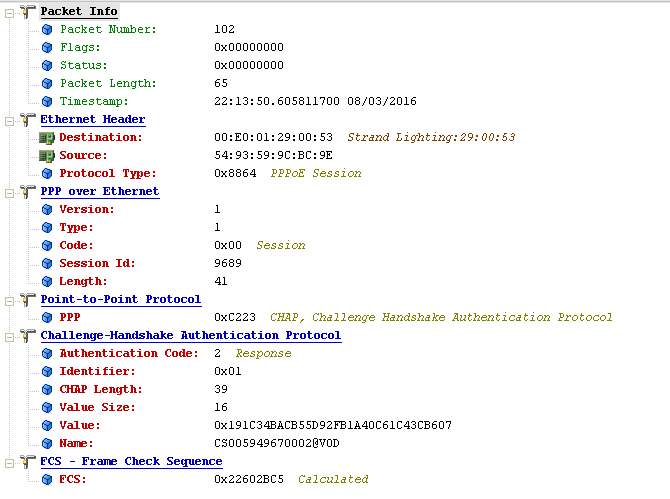 Packet Info
Packet Number: 102
Flags: 0x00000000
Status: 0x00000000
Packet Length: 65
Timestamp: 22:13:50.605811700 08/03/2016
Ethernet Header
Destination: 00:E0:01:29:00:53 Strand Lighting:29:00:53
Source: 54:93:59:9C:BC:9E
Protocol Type: 0x8864 PPPoE Session
PPP over Ethernet
Version: 1
Type: 1
Code: 0x00 Session
Session Id: 9689
Length: 41
Point-to-Point Protocol
PPP 0xC223 CHAP, Challenge Handshake Authentication Protocol
Challenge-Handshake Authentication Protocol
Authentication Code: 2 Response
Identifier: 0x01
CHAP Length: 39
Value Size: 16
Value: 0x191C34BACB55D92FB1A40C61C43CB607
Name: CS005949670002@VOD
FCS - Frame Check Sequence
FCS: 0x22602BC5 Calculated